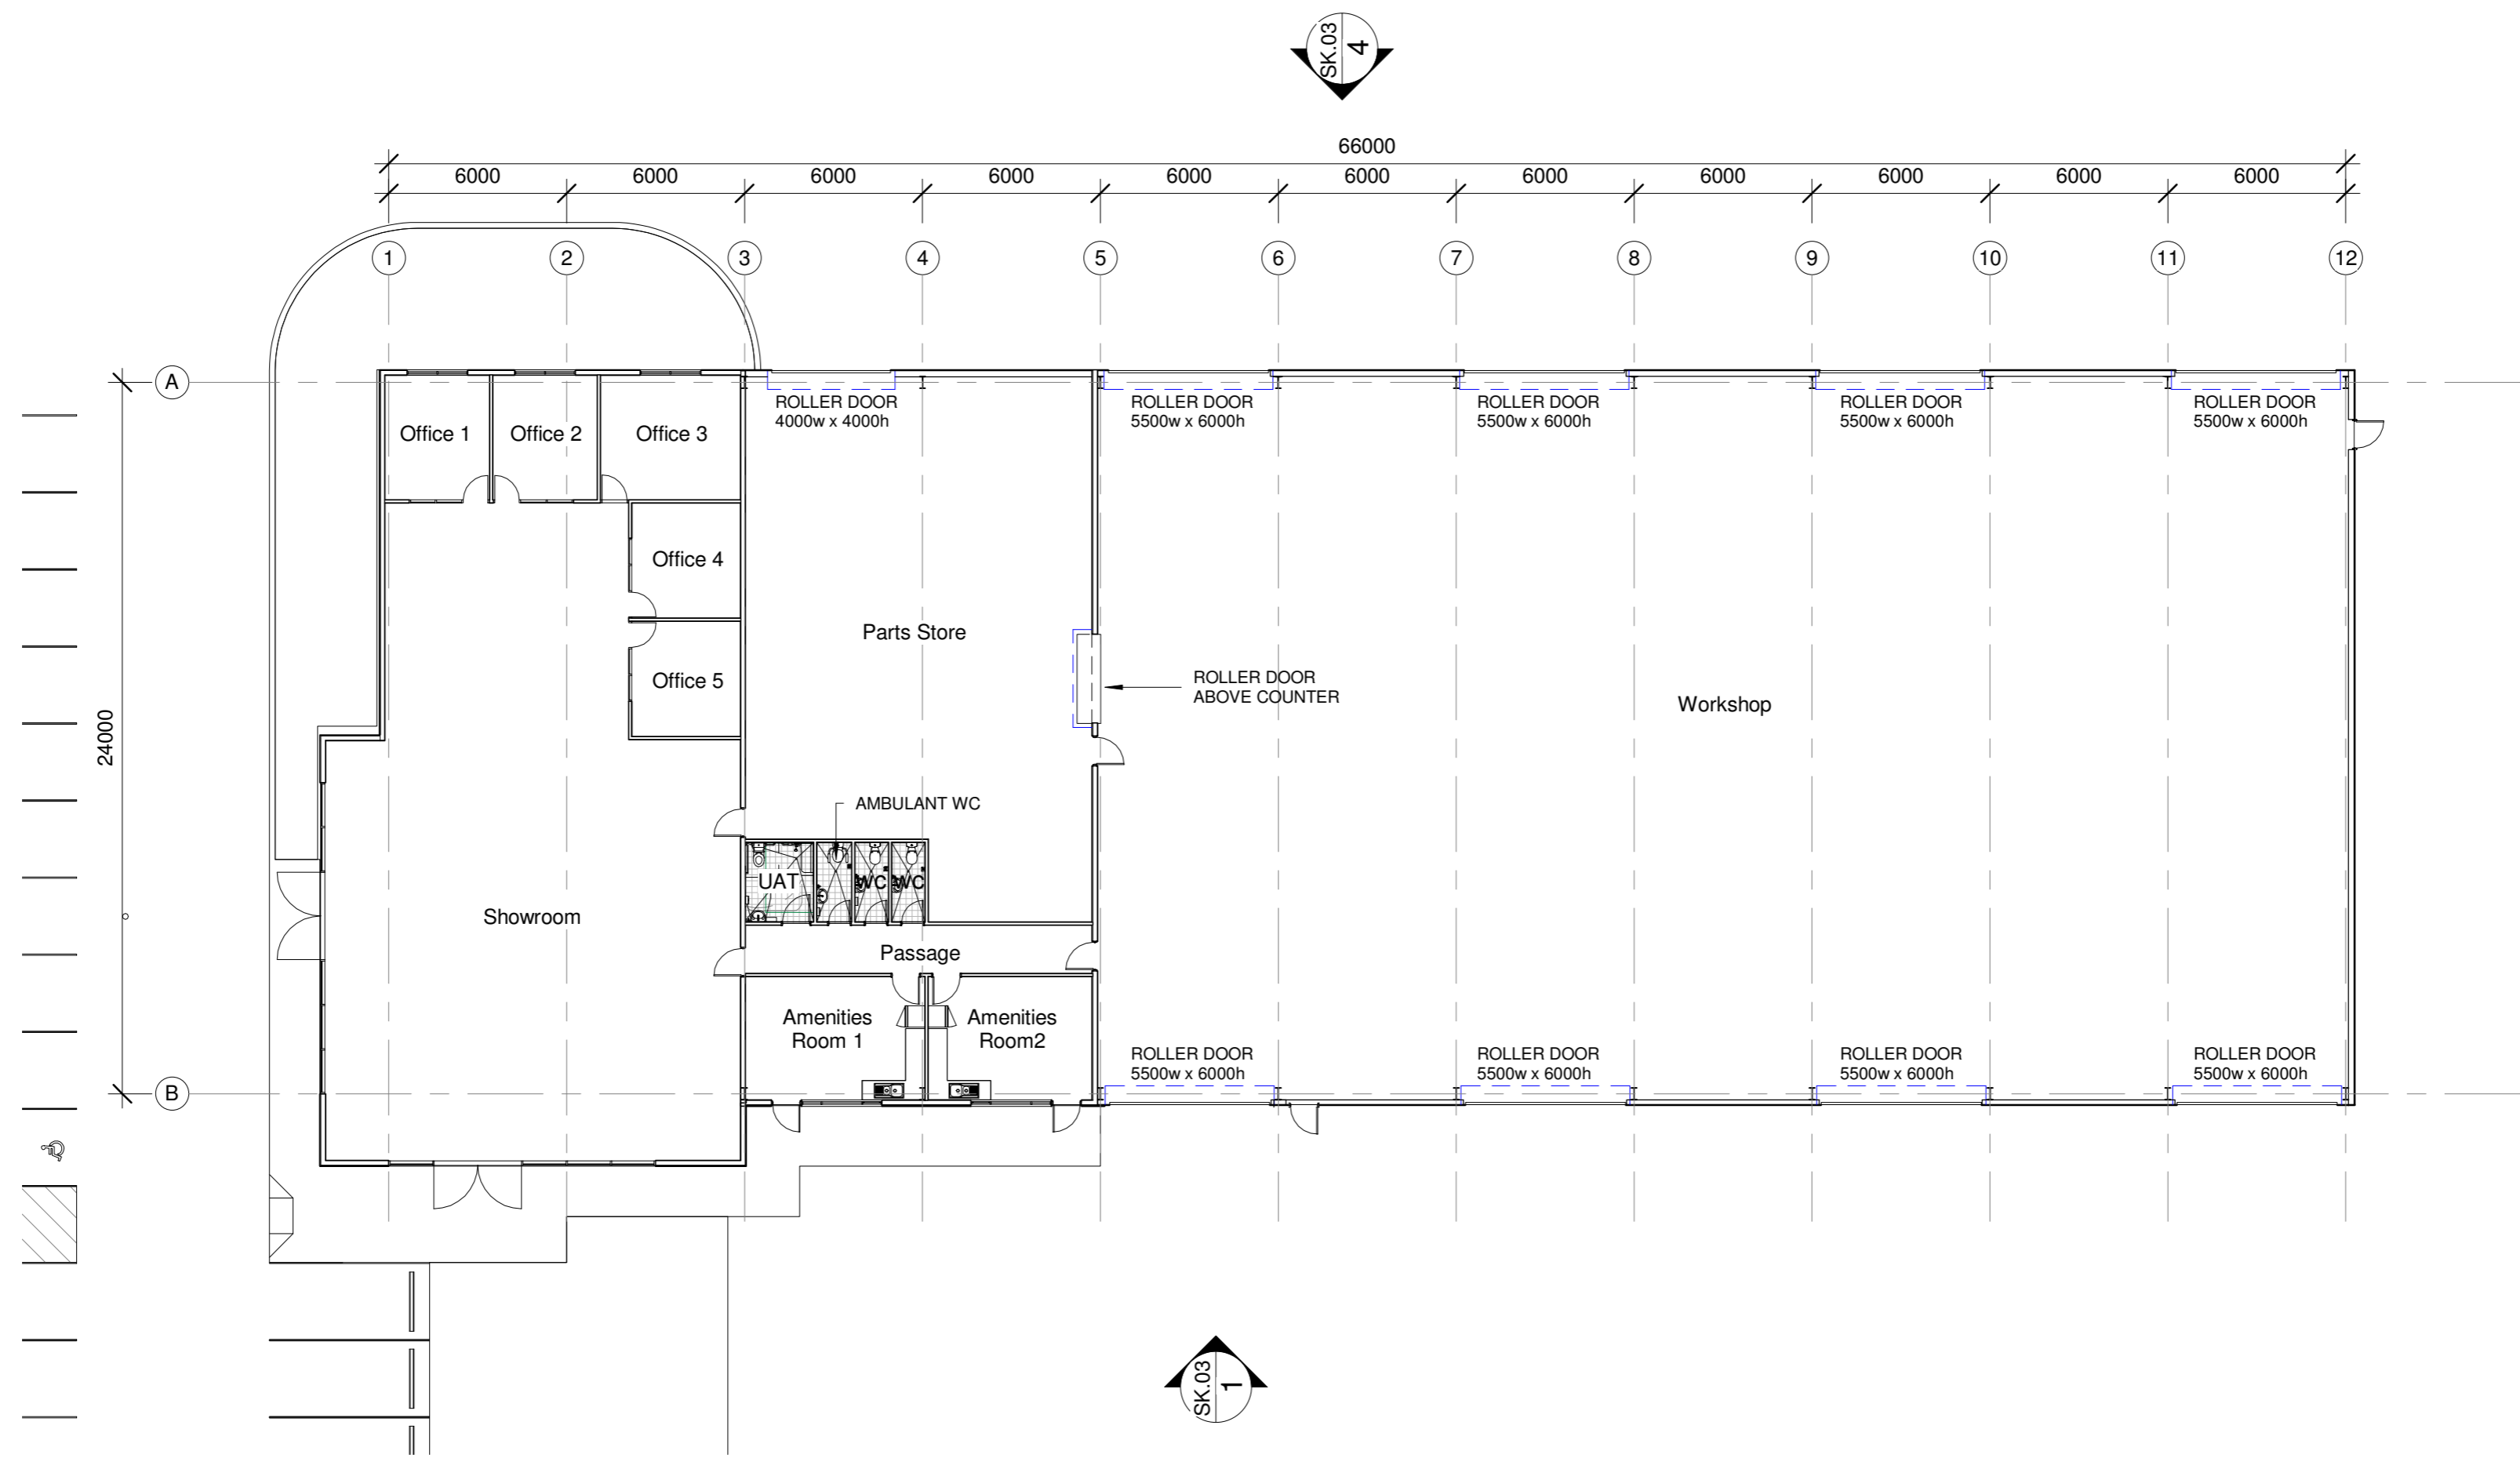 SK.03
4
66000
6000 6000 6000 6000 6000 6000 6000 6000 6000 6000 6000
1 2 3 4 5 6 7 8 9 10 11 12
A
ROLLER DOOR
4000w x 4000h
ROLLER DOOR
5500w x 6000h
ROLLER DOOR
5500w x 6000h
ROLLER DOOR
5500w x 6000h
ROLLER DOOR
5500w x 6000h
Office 1
Office 2
Office 3
Office 4
Parts Store
Office 5
ROLLER DOOR
ABOVE COUNTER
Workshop
24000
AMBULANT WC
UAT
WC
WC
Showroom
Passage
Amenities
Room 1
Amenities
Room2
ROLLER DOOR
5500w x 6000h
ROLLER DOOR
5500w x 6000h
ROLLER DOOR
5500w x 6000h
ROLLER DOOR
5500w x 6000h
B
SK.03
1